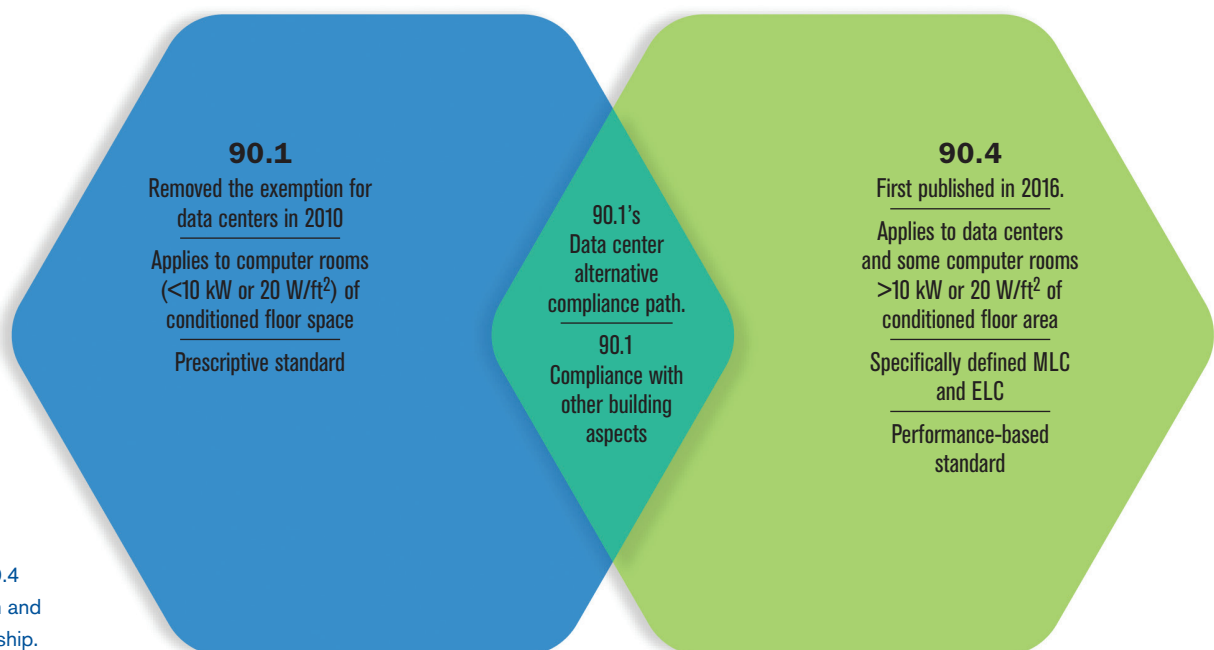 90.1
Removed the exemption for
data centers in 2010
Applies to computer rooms
(<10 kW or 20 W/ft²) of
conditioned floor space
Prescriptive standard
90.1's
Data center
alternative
compliance path.
90.1
Compliance with
other building
aspects
90.4
First published in 2016.
Applies to data centers
and some computer rooms
>10 kW or 20 W/ft² of
conditioned floor area
Specifically defined MLC
and ELC
Performance-based
standard
and